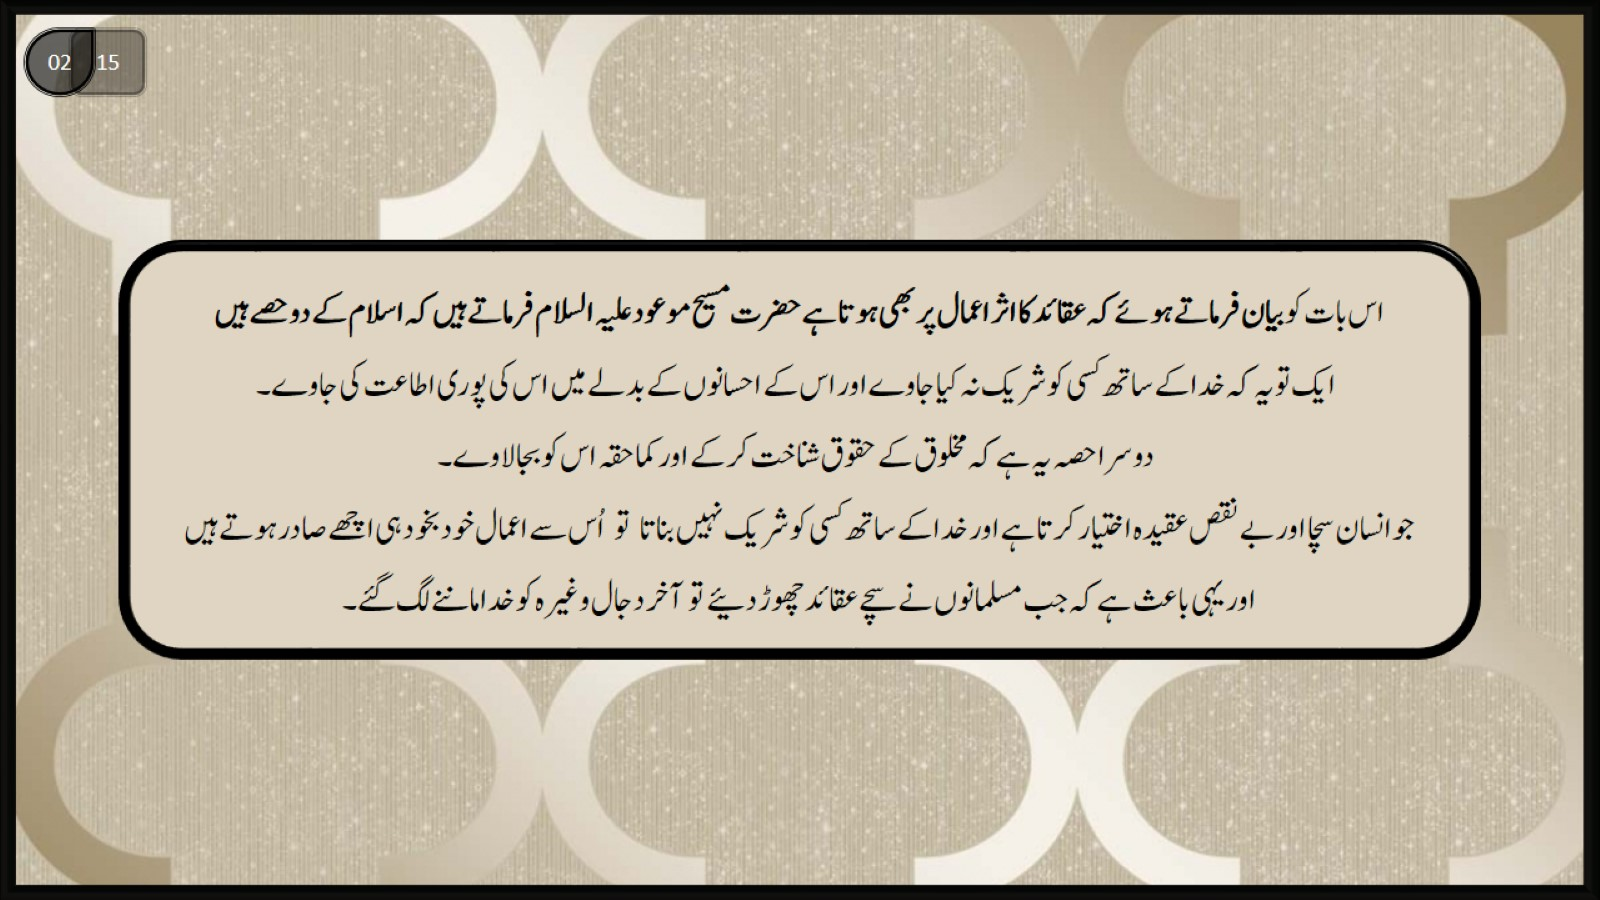 02 15
اس بات کو بیان فرماتے ہوئے کہ عقائد کا اثر اعمال پر بھی ہوتا ہے حضرت مسیح موعود علیہ السلام فرماتے ہیں کہ اسلام کے دو حصے ہیں
ایک تو یہ کہ خدا کے ساتھ کسی کو شریک نہ کیا جاوے اور اس کے احسانوں کے بدلے میں اس کی پوری اطاعت کی جاوے۔
دوسرا حصہ یہ ہے کہ مخلوق کے حقوق شناخت کرکے اور کماحقہ اس کو بجالاوے۔
جو انسان سچا اور بے نقص عقیدہ اختیار کرتا ہے اور خدا کے ساتھ کسی کو شریک نہیں بناتا تو اُس سے اعمال خود بخود ہی اچھے صادر ہوتے ہیں
اور یہی باعث ہے کہ جب مسلمانوں نے سچے عقائد چھوڑ دیئے تو آخر دجال وغیرہ کو خدا ماننے لگ گئے۔